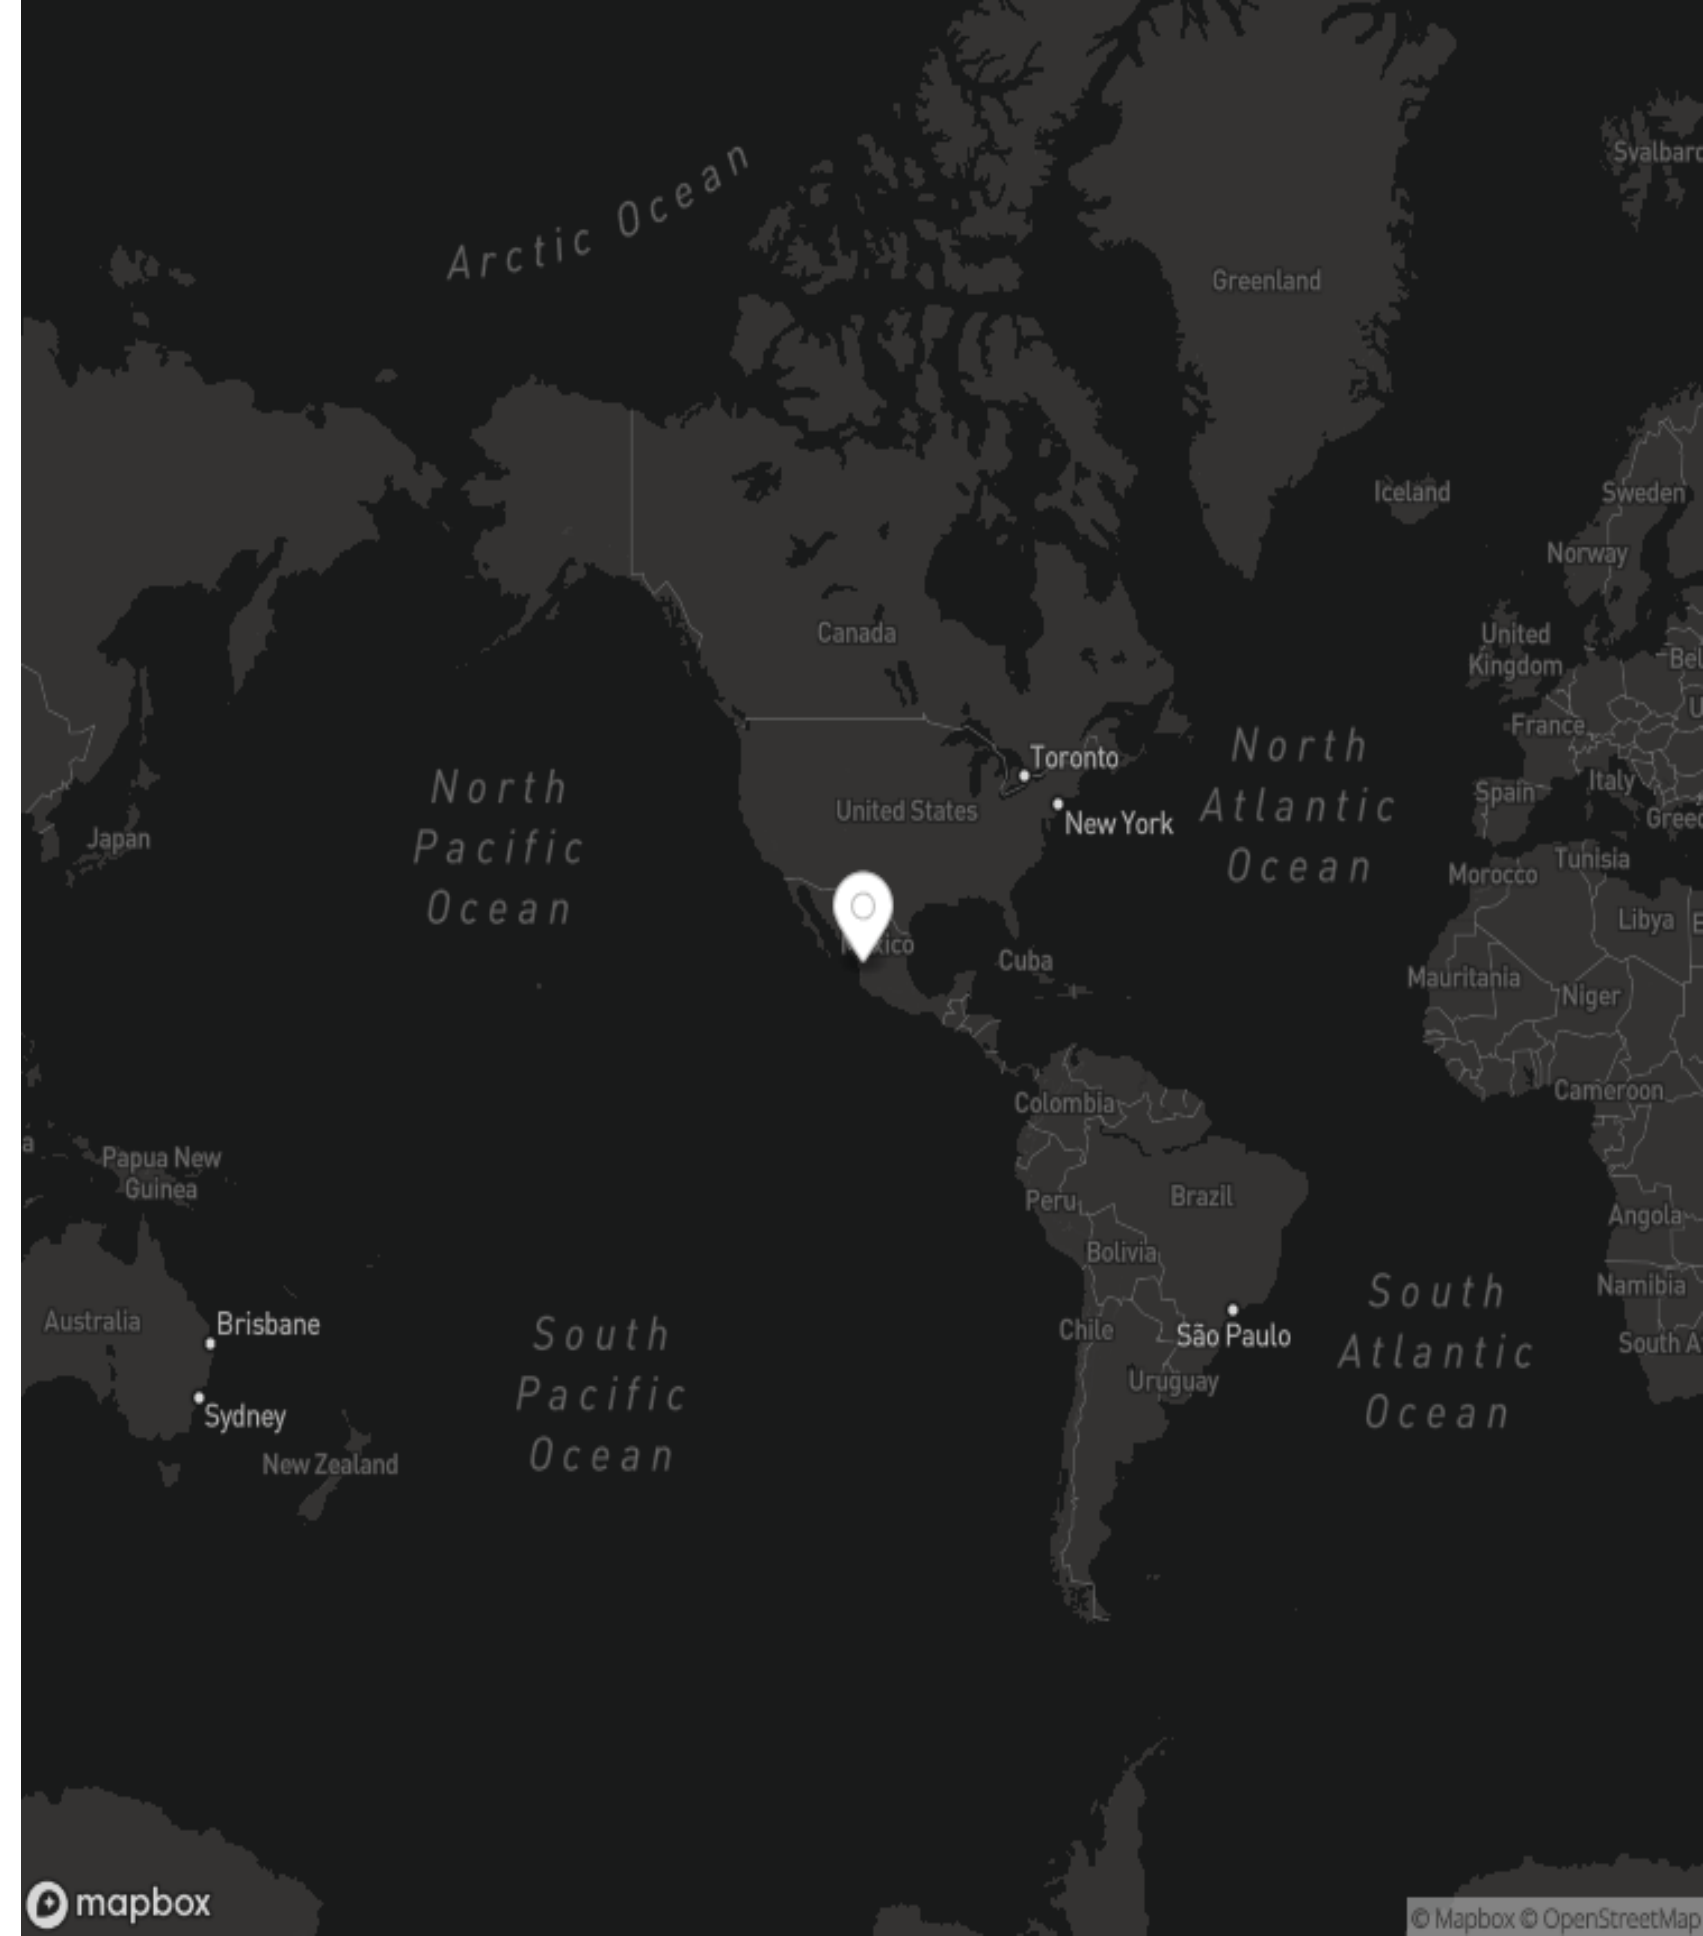 Arctic Ocean
Svalbard
Greenland
Iceland
Sweden
Norway
Canada
United
Kingdom
Bel
U
France
Toronto
North
Atlantic
Ocean
Italy
Spain
United States
New York
Greec
North
Pacific
Ocean
Japan
Tunisia
Morocco
Libya
E
Cuba
Mauritania
Niger
Colombia
Cameroon
a
Papua New
Guinea
Peru
Brazil
Angola
Bolivia
Namibia
South
Atlantic
Ocean
Australia
Brisbane
South
Pacific
Ocean
Chile
São Paulo
South A
Uruguay
Sydney
New Zealand
mapbox
© Mapbox © OpenStreetMap